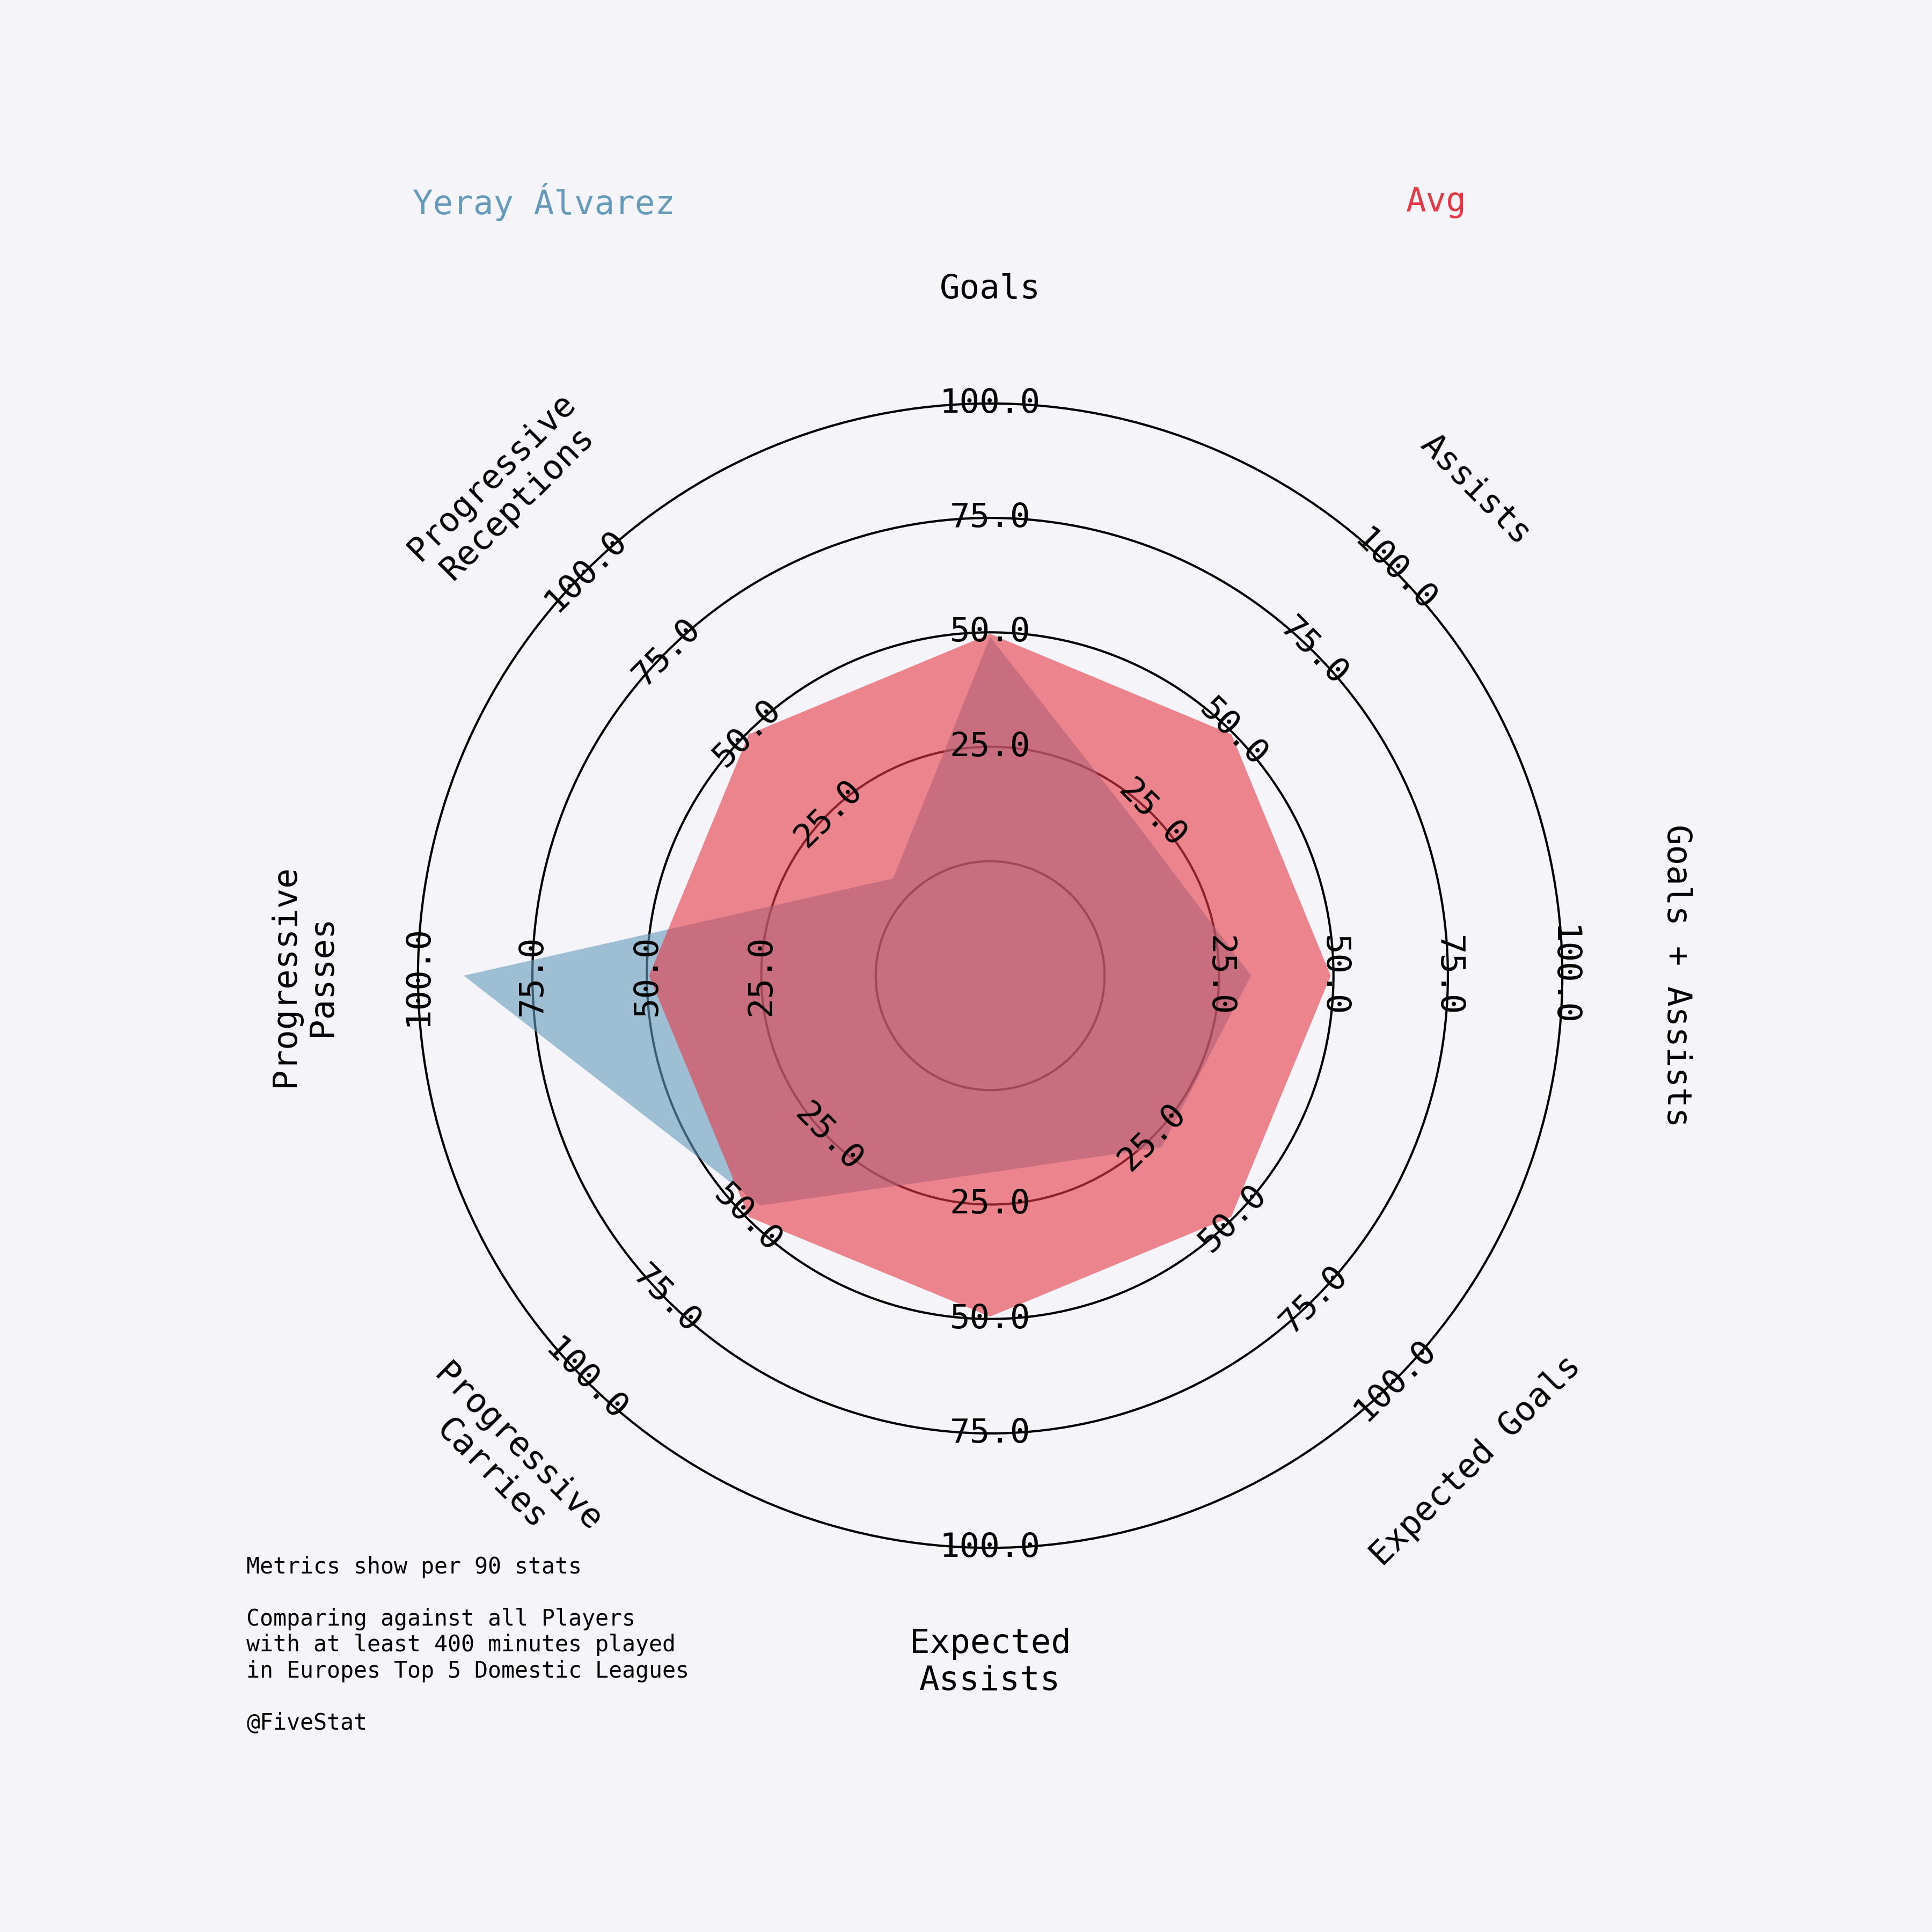 Yeray Álvarez
Avg
Goals
Assists
Goals + Assists
Expected Goals
Expected
Assists
Progressive
Carries
Progressive
Passes
Progressive
Receptions
25.0
50.0
75.0
100.0
25.0
50.0
75.0
100.0
25.0
50.0
75.0
100.0
25.0
50.0
75.0
100.0
25.0
50.0
75.0
100.0
25.0
50.0
75.0
100.0
25.0
50.0
75.0
100.0
25.0
50.0
75.0
100.0
Metrics show per 90 stats
Comparing against all Players
with at least 400 minutes played
in Europes Top 5 Domestic Leagues
@FiveStat